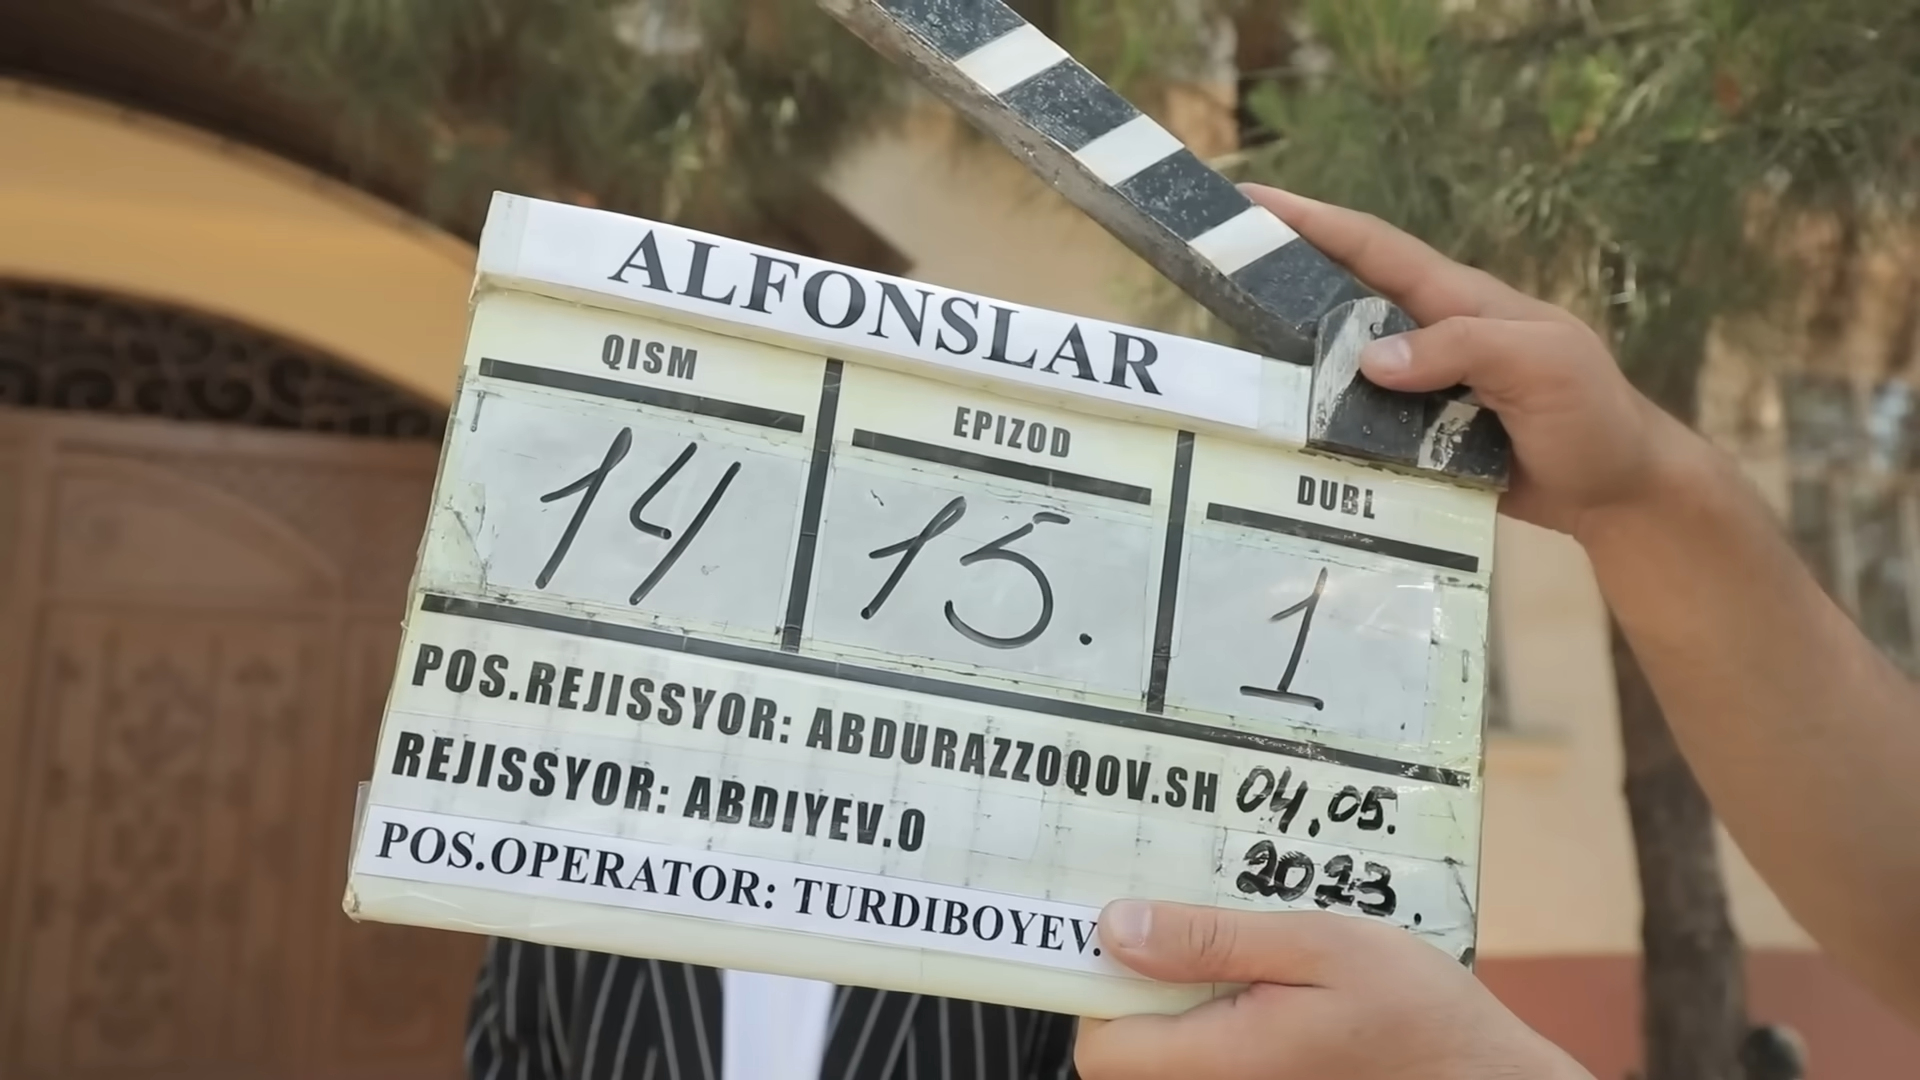 ALFONSLAR
QISM EPIZOD DUBL
14 15. 1
POS.REJISSYOR: ABDURAZZOQOV.SH 04.05.
REJISSYOR: ABDIYEV.O 2023.
POS.OPERATOR: TURDIBOYEV.